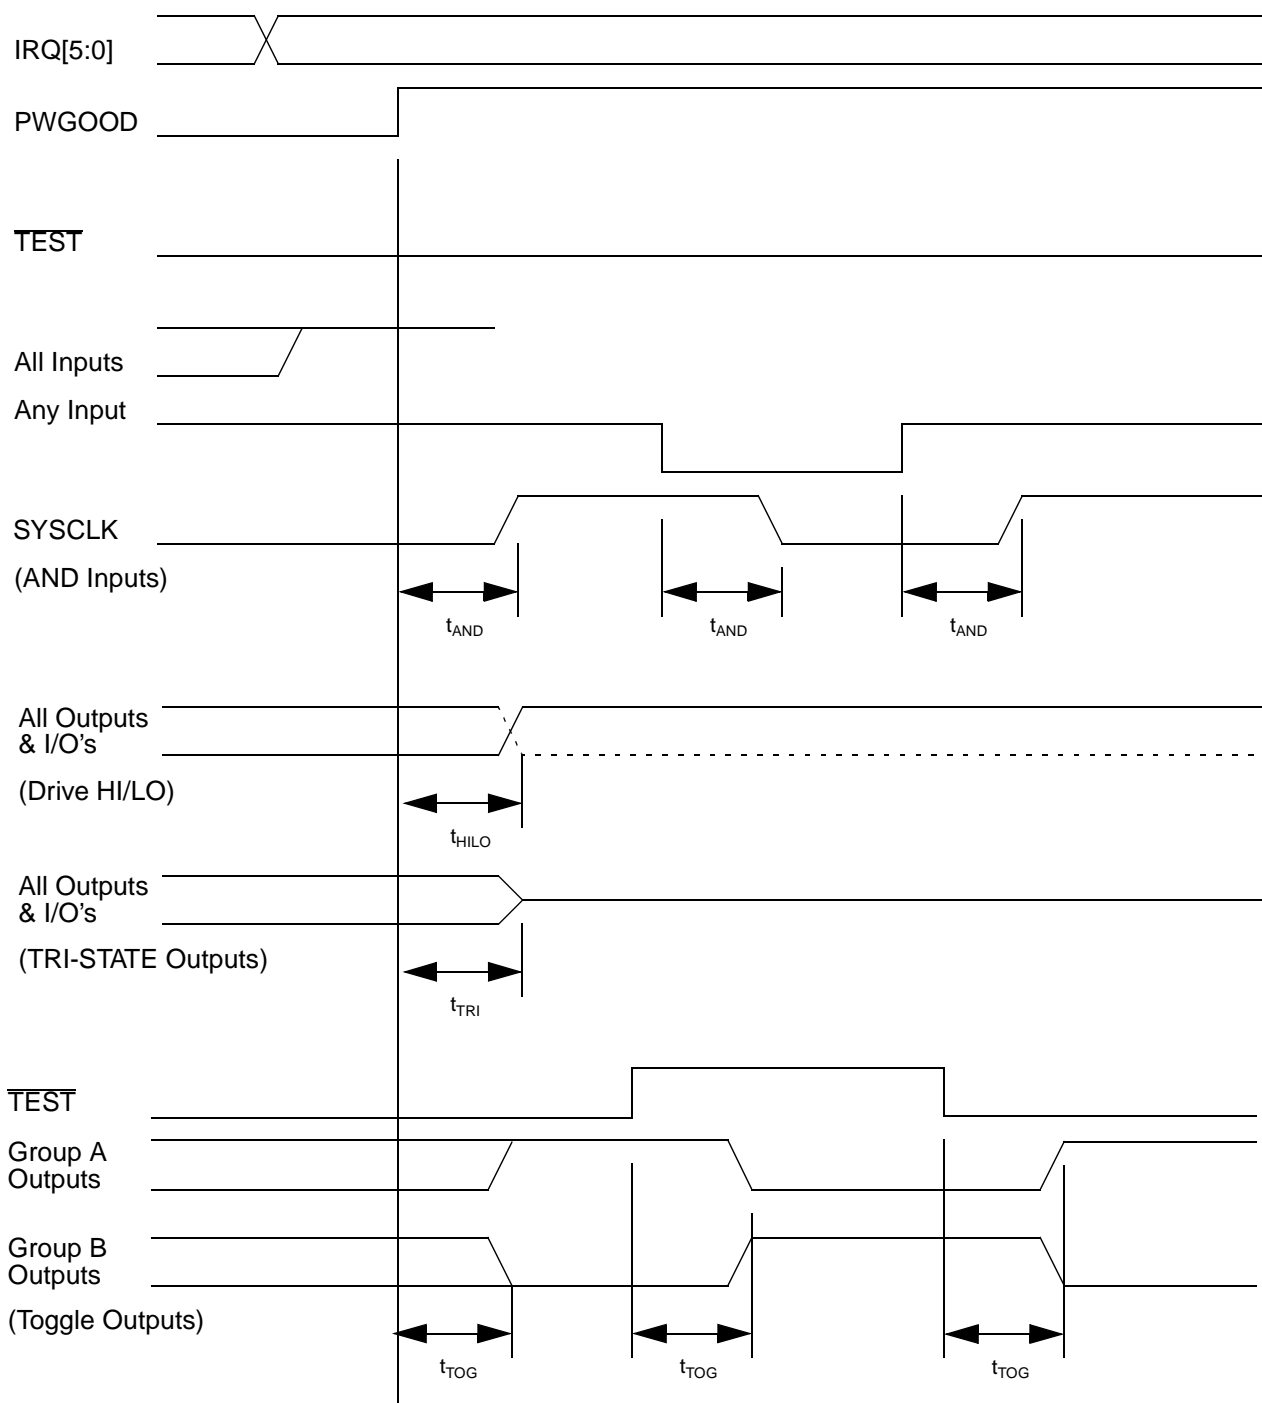 IRQ[5:0]
PWGOOD
TEST
All Inputs
Any Input
SYSCLK
(AND Inputs)
tAND tAND tAND
All Outputs
& I/O's
(Drive HI/LO)
tHILO
All Outputs
& I/O's
(TRI-STATE Outputs)
tTRI
TEST
Group A
Outputs
Group B
Outputs
(Toggle Outputs)
tTOG tTOG tTOG